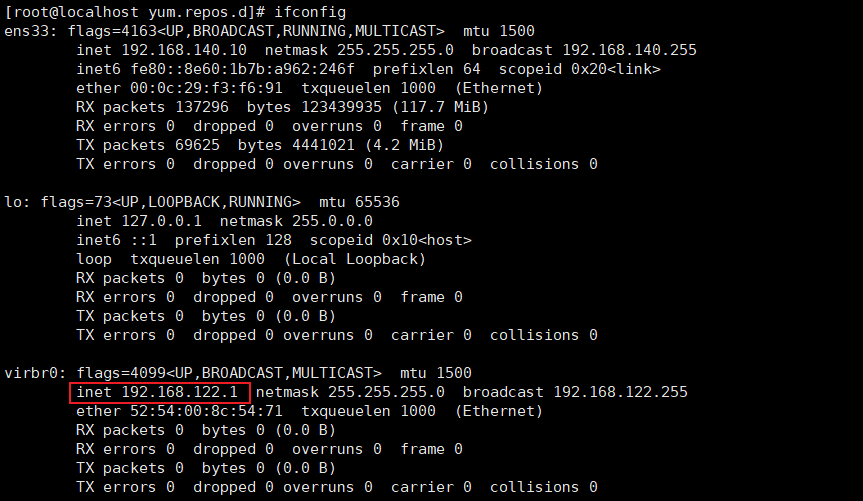 [root@localhost yum.repos.d]# ifconfig
ens33: flags=4163<UP,BROADCAST,RUNNING,MULTICAST>  mtu 1500
        inet 192.168.140.10  netmask 255.255.255.0  broadcast 192.168.140.255
        inet6 fe80::8e60:1b7b:a962:246f  prefixlen 64  scopeid 0x20<link>
        ether 00:0c:29:f3:f6:91  txqueuelen 1000  (Ethernet)
        RX packets 137296  bytes 123439935 (117.7 MiB)
        RX errors 0  dropped 0  overruns 0  frame 0
        TX packets 69625  bytes 4441021 (4.2 MiB)
        TX errors 0  dropped 0 overruns 0  carrier 0  collisions 0

lo: flags=73<UP,LOOPBACK,RUNNING>  mtu 65536
        inet 127.0.0.1  netmask 255.0.0.0
        inet6 ::1  prefixlen 128  scopeid 0x10<host>
        loop  txqueuelen 1000  (Local Loopback)
        RX packets 0  bytes 0 (0.0 B)
        RX errors 0  dropped 0  overruns 0  frame 0
        TX packets 0  bytes 0 (0.0 B)
        TX errors 0  dropped 0 overruns 0  carrier 0  collisions 0

virbr0: flags=4099<UP,BROADCAST,MULTICAST>  mtu 1500
        inet 192.168.122.1  netmask 255.255.255.0  broadcast 192.168.122.255
        ether 52:54:00:8c:54:71  txqueuelen 1000  (Ethernet)
        RX packets 0  bytes 0 (0.0 B)
        RX errors 0  dropped 0  overruns 0  frame 0
        TX packets 0  bytes 0 (0.0 B)
        TX errors 0  dropped 0 overruns 0  carrier 0  collisions 0